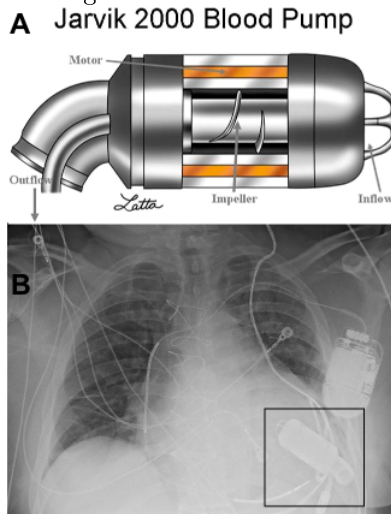 A Jarvik 2000 Blood Pump
Motor
Outflow
Impeller
Inflow
Latta
B